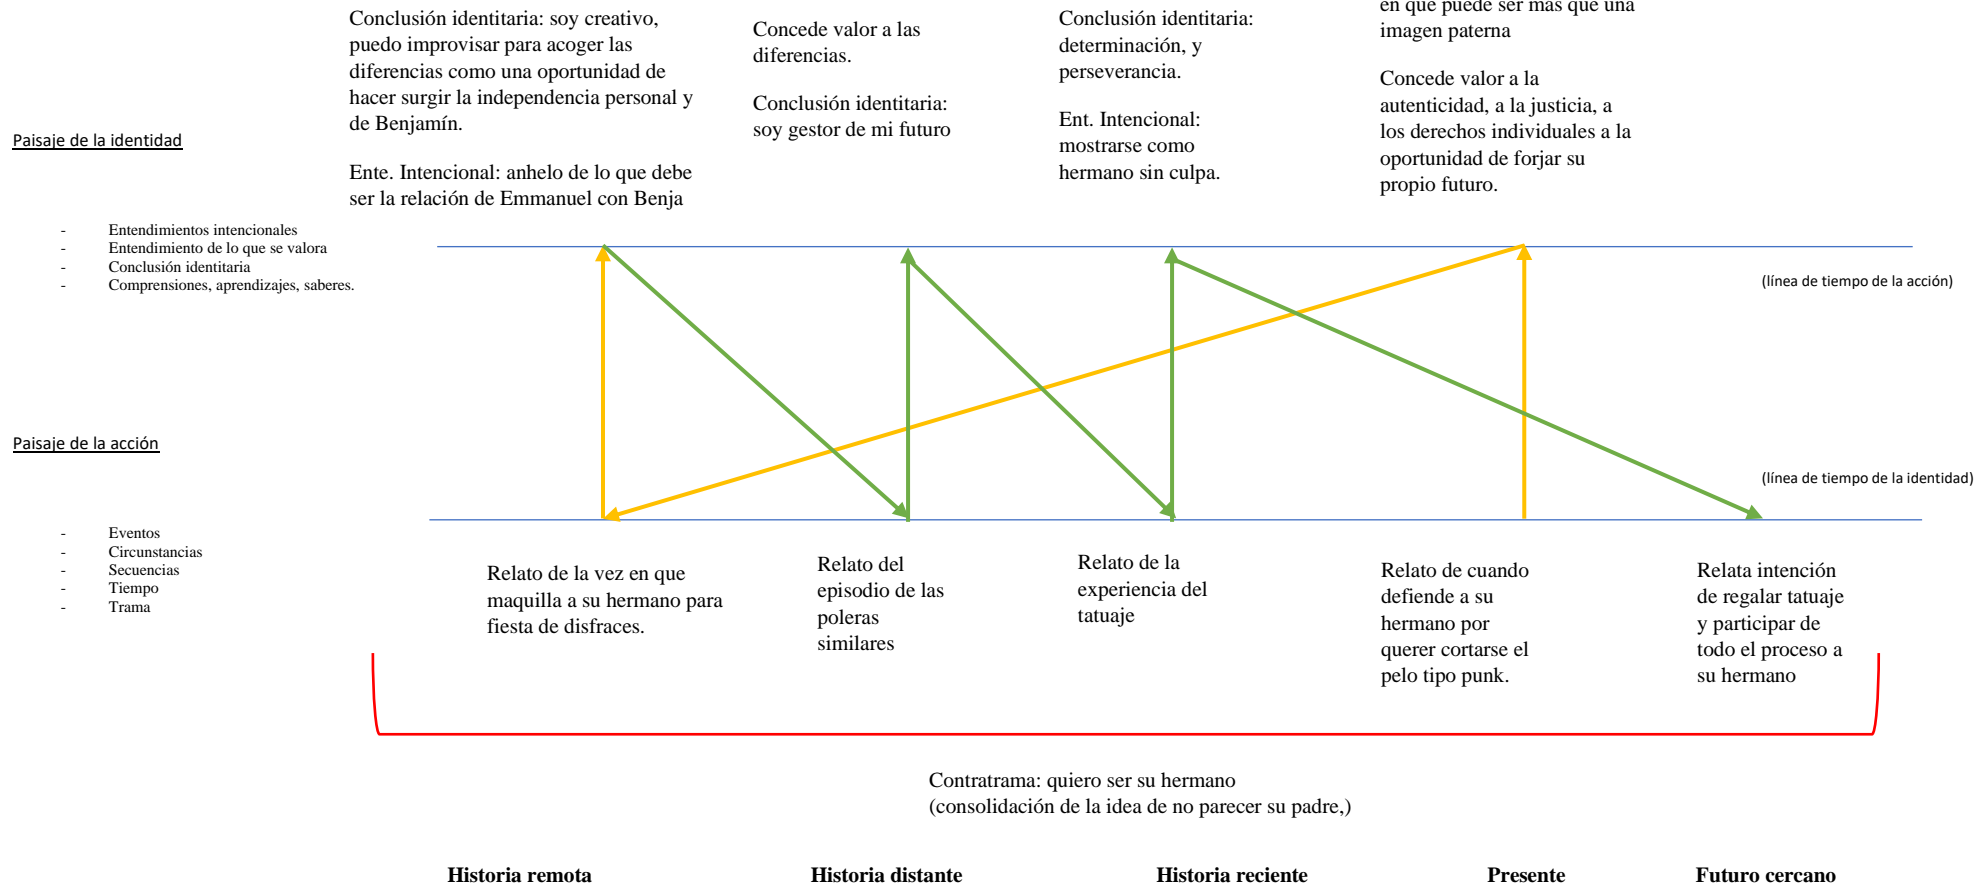 Conclusión identitaria: soy creativo,
puedo improvisar para acoger las
diferencias como una oportunidad de
hacer surgir la independencia personal y
de Benjamín.
Ente. Intencional: anhelo de lo que debe
ser la relación de Emmanuel con Benja
Concede valor a las
diferencias.
Conclusión identitaria:
soy gestor de mi futuro
Conclusión identitaria:
determinación, y
perseverancia.
Ent. Intencional:
mostrarse como
hermano sin culpa.
en que puede ser más que una
imagen paterna
Concede valor a la
autenticidad, a la justicia, a
los derechos individuales a la
oportunidad de forjar su
propio futuro.
Paisaje de la identidad
- Entendimientos intencionales
- Entendimiento de lo que se valora
- Conclusión identitaria
- Comprensiones, aprendizajes, saberes.
(línea de tiempo de la acción)
Paisaje de la acción
(línea de tiempo de la identidad)
- Eventos
- Circunstancias
- Secuencias
- Tiempo
- Trama
Relato de la vez en que
maquilla a su hermano para
fiesta de disfraces.
Relato del
episodio de las
poleras
similares
Relato de la
experiencia del
tatuaje
Relato de cuando
defiende a su
hermano por
querer cortarse el
pelo tipo punk.
Relata intención
de regalar tatuaje
y participar de
todo el proceso a
su hermano
Contratrama: quiero ser su hermano
(consolidación de la idea de no parecer su padre,)
Historia remota
Historia distante
Historia reciente
Presente
Futuro cercano